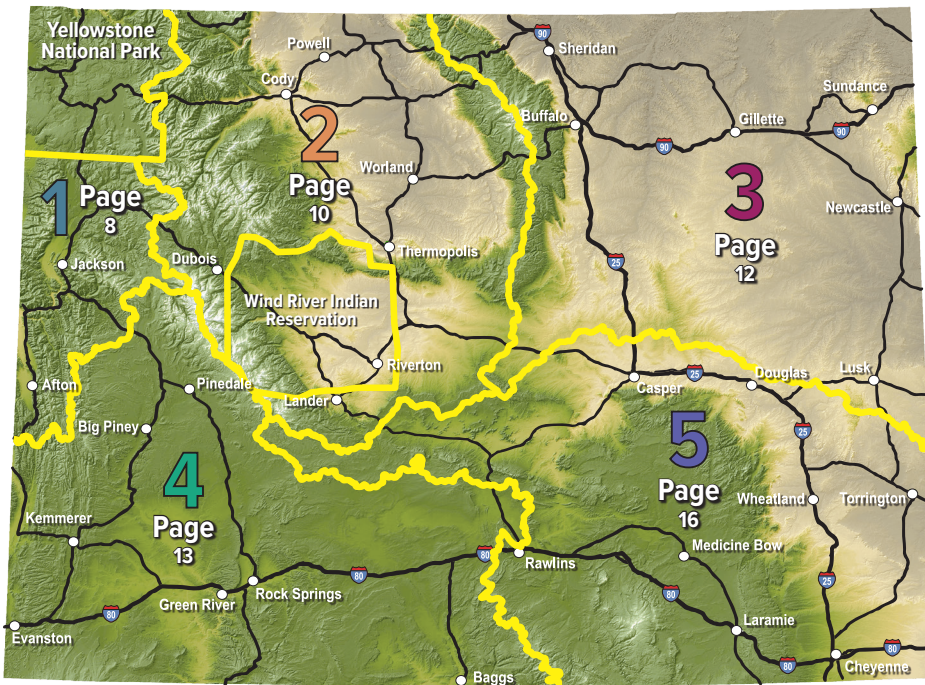 Yellowstone
National Park
Powell
90
Sheridan
Cody
Sundance
2
Buffalo
Gillette
90
90
Worland
1
Page
8
Page
10
3
Newcastle
Page
12
Thermopolis
Jackson
Dubois
25
Wind River Indian
Reservation
Riverton
Afton
Pinedale
Casper
25
Douglas
Lusk
Lander
Big Piney
5
25
4
Page
16
Wheatland
Torrington
Kemmerer
Page
13
80
Rawlins
Medicine Bow
80
Rock Springs
Green River
80
25
80
Evanston
Laramie
80
80
Cheyenne
Baggs